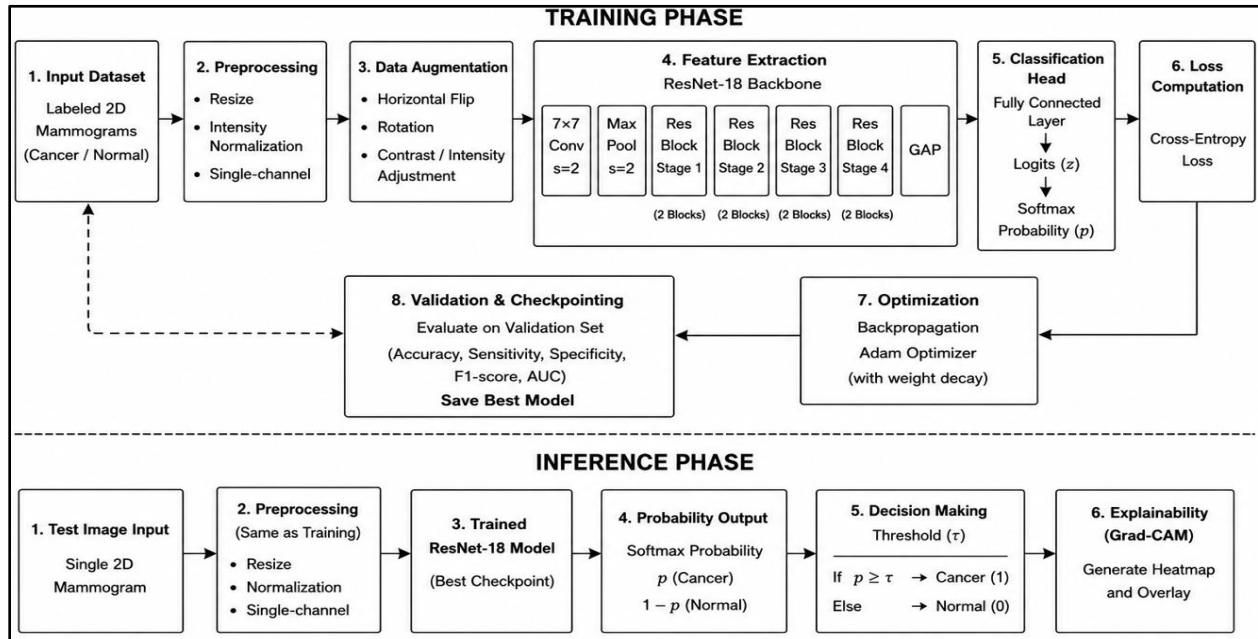 TRAINING PHASE
1. Input Dataset
Labeled 2D
Mammograms
(Cancer / Normal)
2. Preprocessing
• Resize
• Intensity
Normalization
• Single-channel
3. Data Augmentation
• Horizontal Flip
• Rotation
• Contrast / Intensity
Adjustment
4. Feature Extraction
ResNet-18 Backbone
7×7
Conv
s=2
Max
Pool
s=2
Res
Block
Stage 1
(2 Blocks)
Res
Block
Stage 2
(2 Blocks)
Res
Block
Stage 3
(2 Blocks)
Res
Block
Stage 4
(2 Blocks)
GAP
5. Classification
Head
Fully Connected
Layer
Logits (z)
Softmax
Probability (p)
6. Loss
Computation
Cross-Entropy
Loss
7. Optimization
Backpropagation
Adam Optimizer
(with weight decay)
8. Validation & Checkpointing
Evaluate on Validation Set
(Accuracy, Sensitivity, Specificity,
F1-score, AUC)
Save Best Model
INFERENCE PHASE
1. Test Image Input
Single 2D
Mammogram
2. Preprocessing
(Same as Training)
• Resize
• Normalization
• Single-channel
3. Trained
ResNet-18 Model
(Best Checkpoint)
4. Probability Output
Softmax Probability
p (Cancer)
1 − p (Normal)
5. Decision Making
Threshold (τ)
If p ≥ τ → Cancer (1)
Else → Normal (0)
6. Explainability
(Grad-CAM)
Generate Heatmap
and Overlay